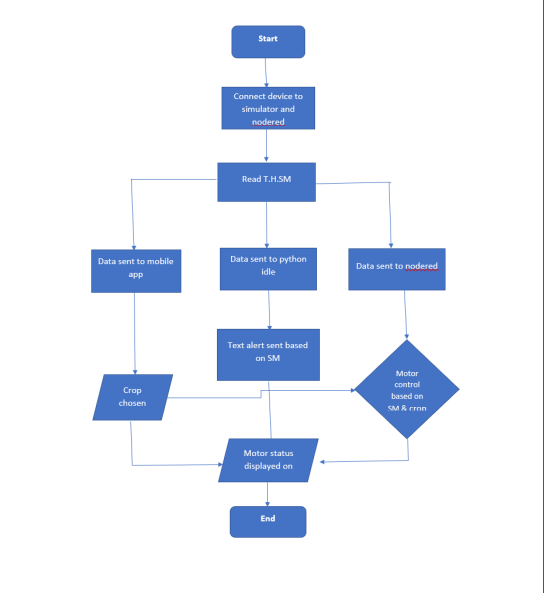 Start
Connect device to
simulator and
nodered
Read T.H.SM
Data sent to mobile
app
Data sent to python
idle
Data sent to nodered
Text alert sent based
on SM
Crop
chosen
Motor
control
based on
SM & crop
Motor status
displayed on
End